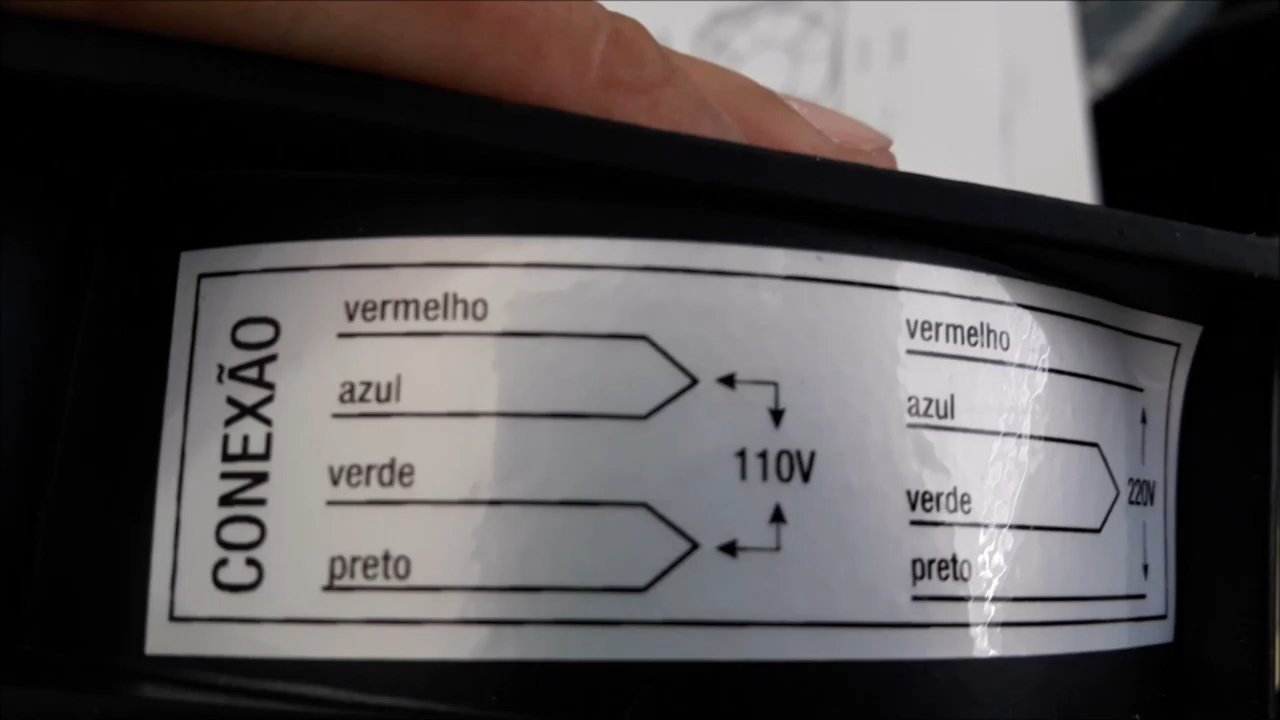 CONEXÃO
vermelho
azul
verde
preto
110V
vermelho
azul
verde
preto
220V